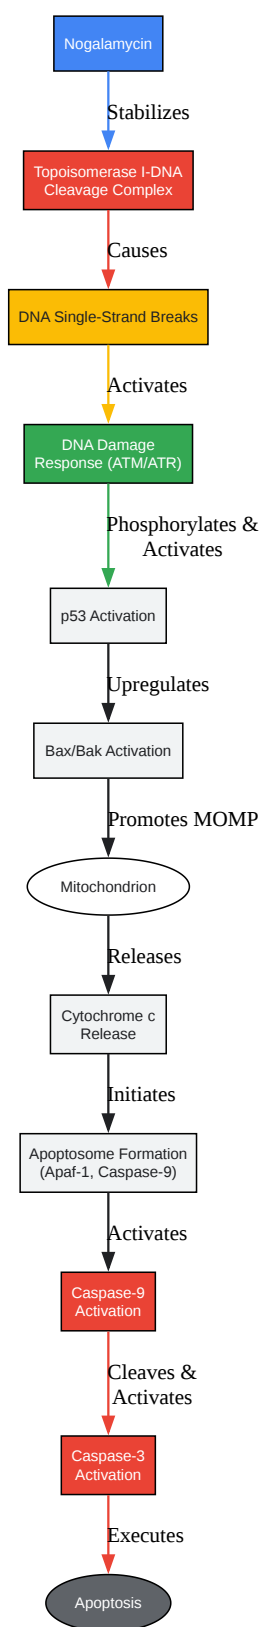 Nogalamycin
Stabilizes
Topoisomerase I-DNA
Cleavage Complex
Causes
DNA Single-Strand Breaks
Activates
DNA Damage
Response (ATM/ATR)
Phosphorylates &
Activates
p53 Activation
Upregulates
Bax/Bak Activation
Promotes MOMP
Mitochondrion
Releases
Cytochrome c
Release
Initiates
Apoptosome Formation
(Apaf-1, Caspase-9)
Activates
Caspase-9
Activation
Cleaves &
Activates
Caspase-3
Activation
Executes
Apoptosis